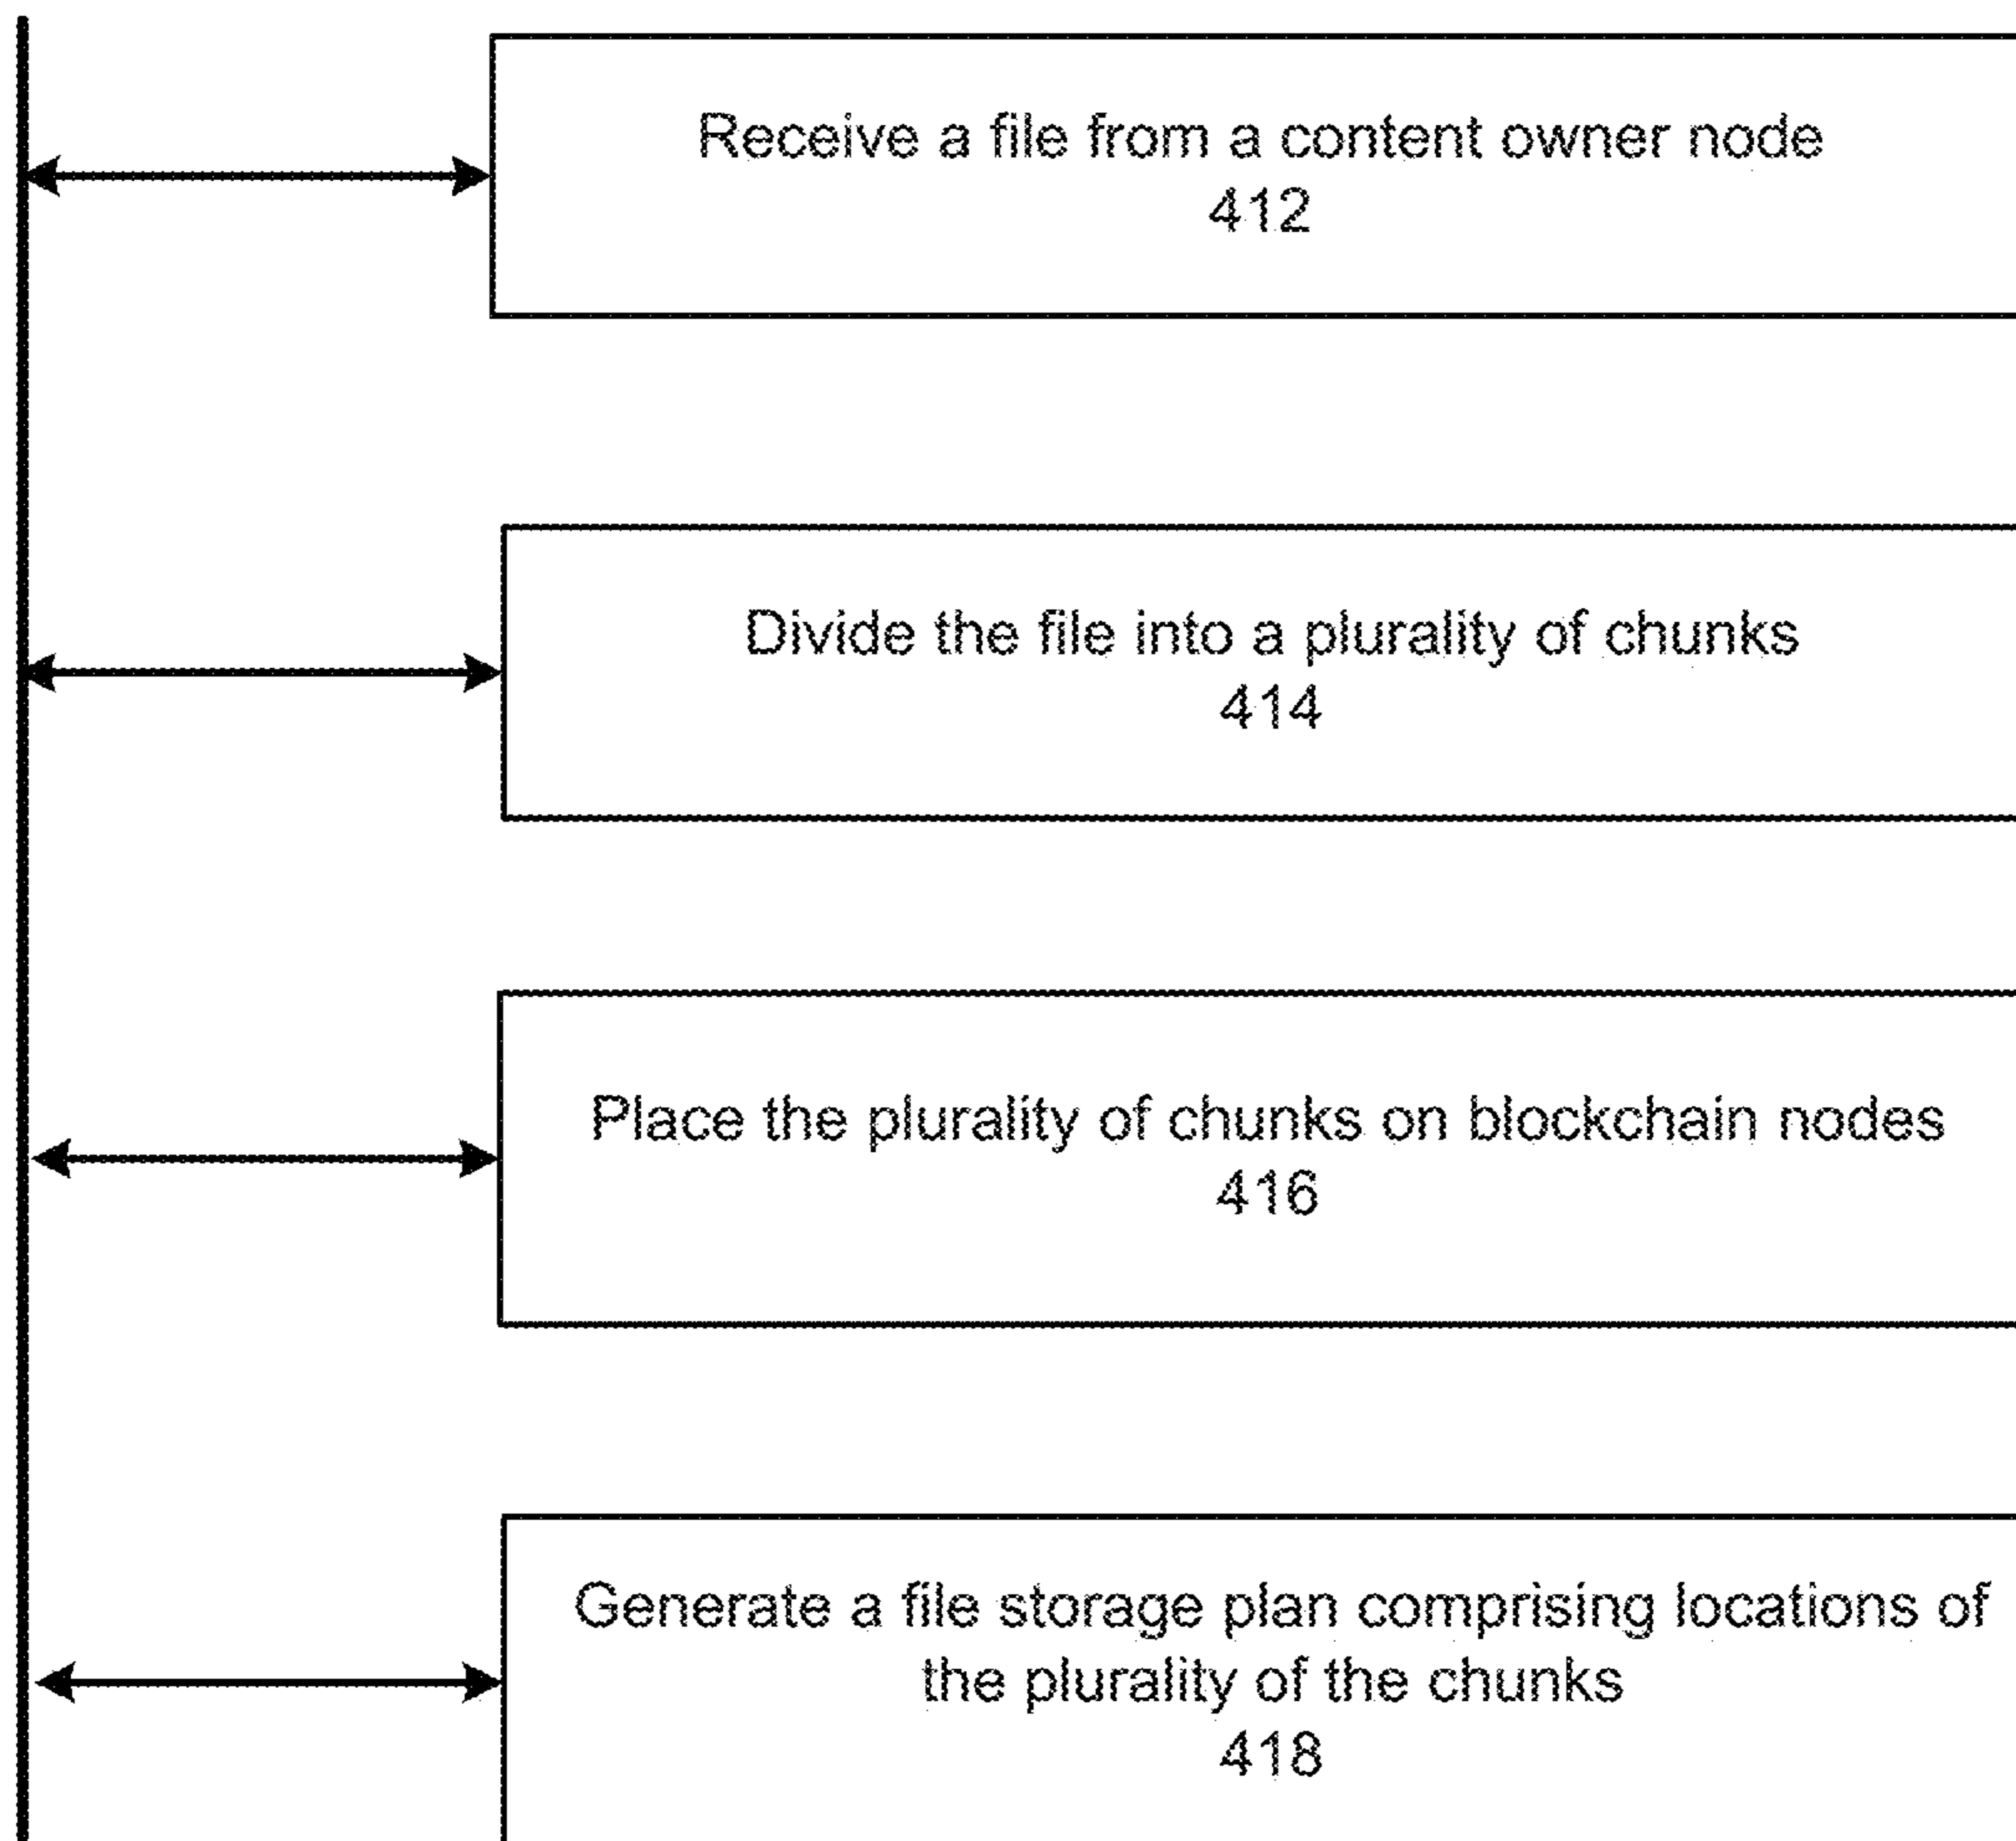 Receive a file from a content owner node
412
Divide the file into a plurality of chunks
414
Place the plurality of chunks on blockchain nodes
416
Generate a file storage plan comprising locations of
the plurality of the chunks
418